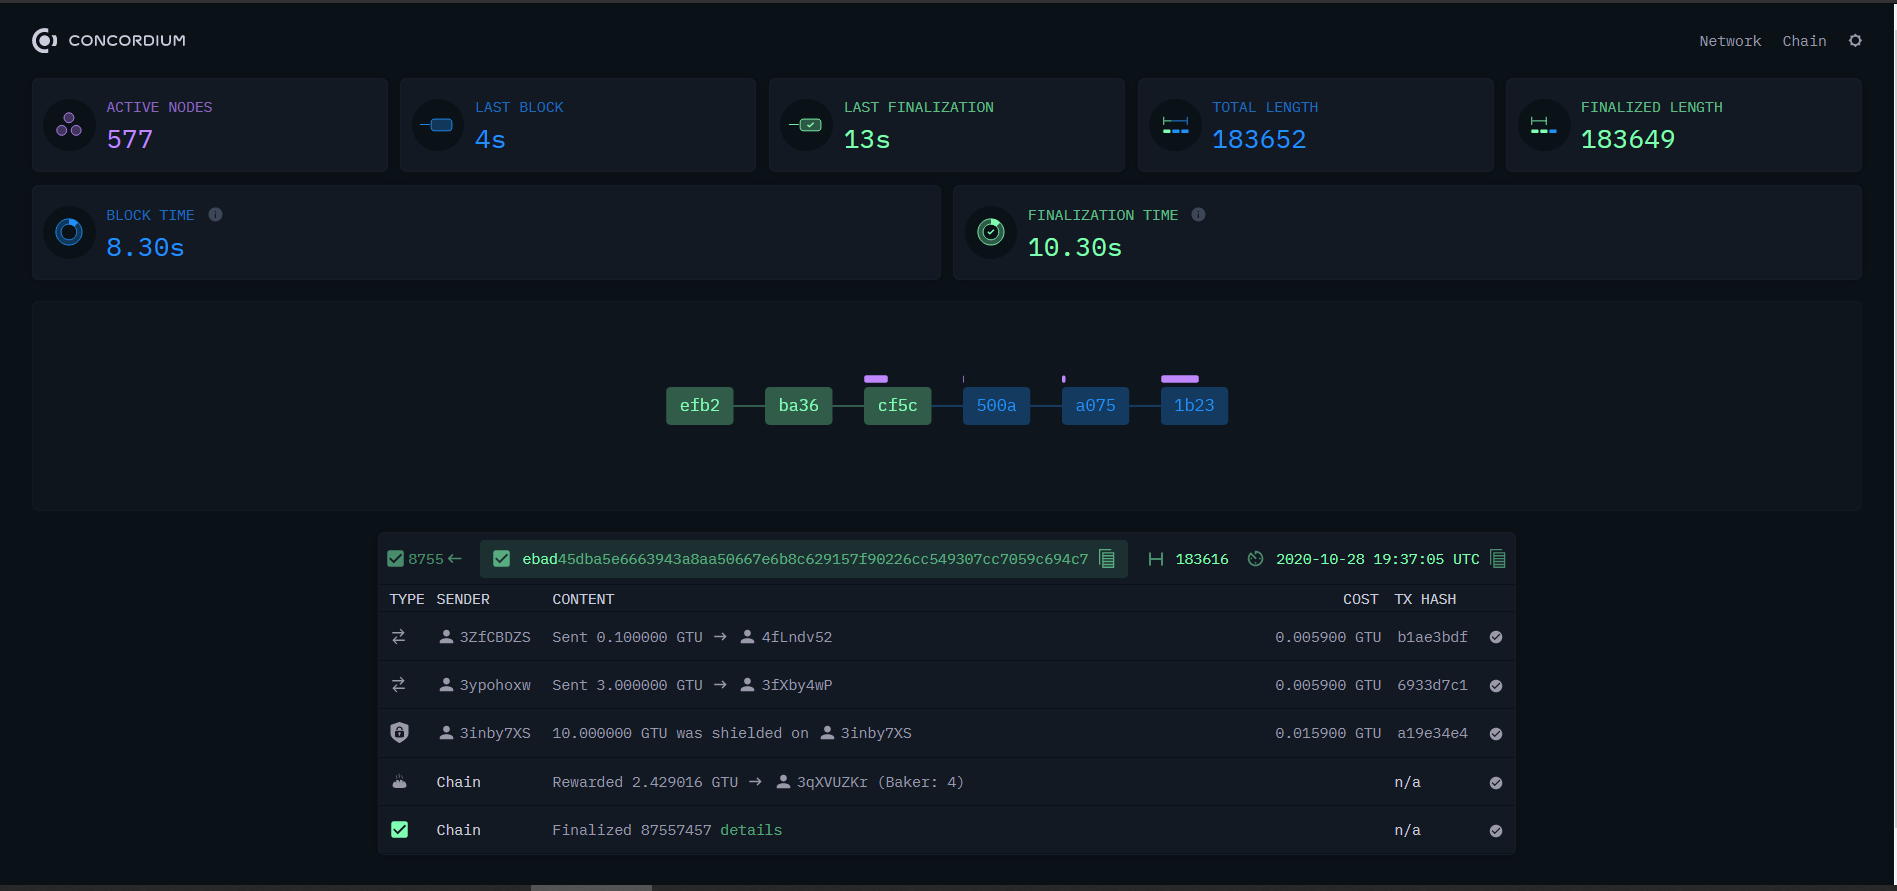 CONCORDIUM
Network Chain
ACTIVE NODES
577
LAST BLOCK
4s
LAST FINALIZATION
13s
TOTAL LENGTH
183652
FINALIZED LENGTH
183649
BLOCK TIME
8.30s
FINALIZATION TIME
10.30s
efb2 ba36 cf5c 500a a075 1b23
8755← ebad45dba5e6663943a8aa50667e6b8c629157f90226cc549307cc7059c694c7 183616 2020-10-28 19:37:05 UTC
TYPE SENDER CONTENT COST TX HASH
3ZfCBDZS Sent 0.100000 GTU → 4fLndv52 0.005900 GTU b1ae3bdf
3ypohoxw Sent 3.000000 GTU → 3fXby4wP 0.005900 GTU 6933d7c1
3inby7XS 10.000000 GTU was shielded on 3inby7XS 0.015900 GTU a19e34e4
Chain Rewarded 2.429016 GTU → 3qXVUZKr (Baker: 4) n/a
Chain Finalized 87557457 details n/a